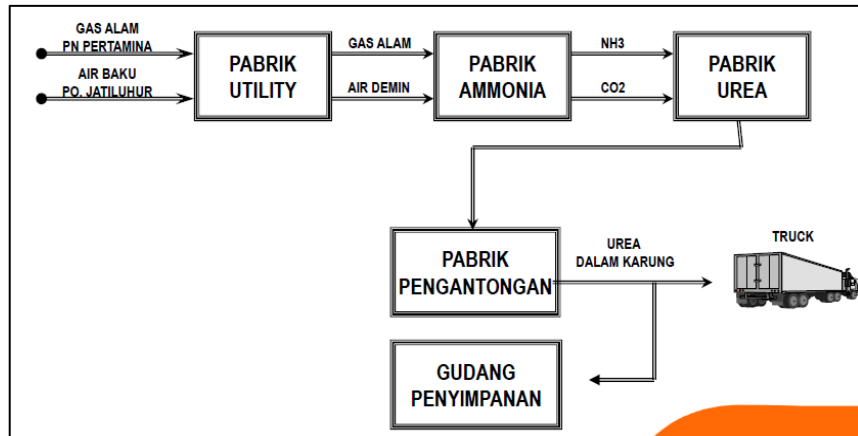 GAS ALAM
PN PERTAMINA
AIR BAKU
PO. JATILUHUR
PABRIK
UTILITY
GAS ALAM
AIR DEMIN
PABRIK
AMMONIA
NH3
CO2
PABRIK
UREA
PABRIK
PENGANTONGAN
UREA
DALAM KARUNG
TRUCK
GUDANG
PENYIMPANAN